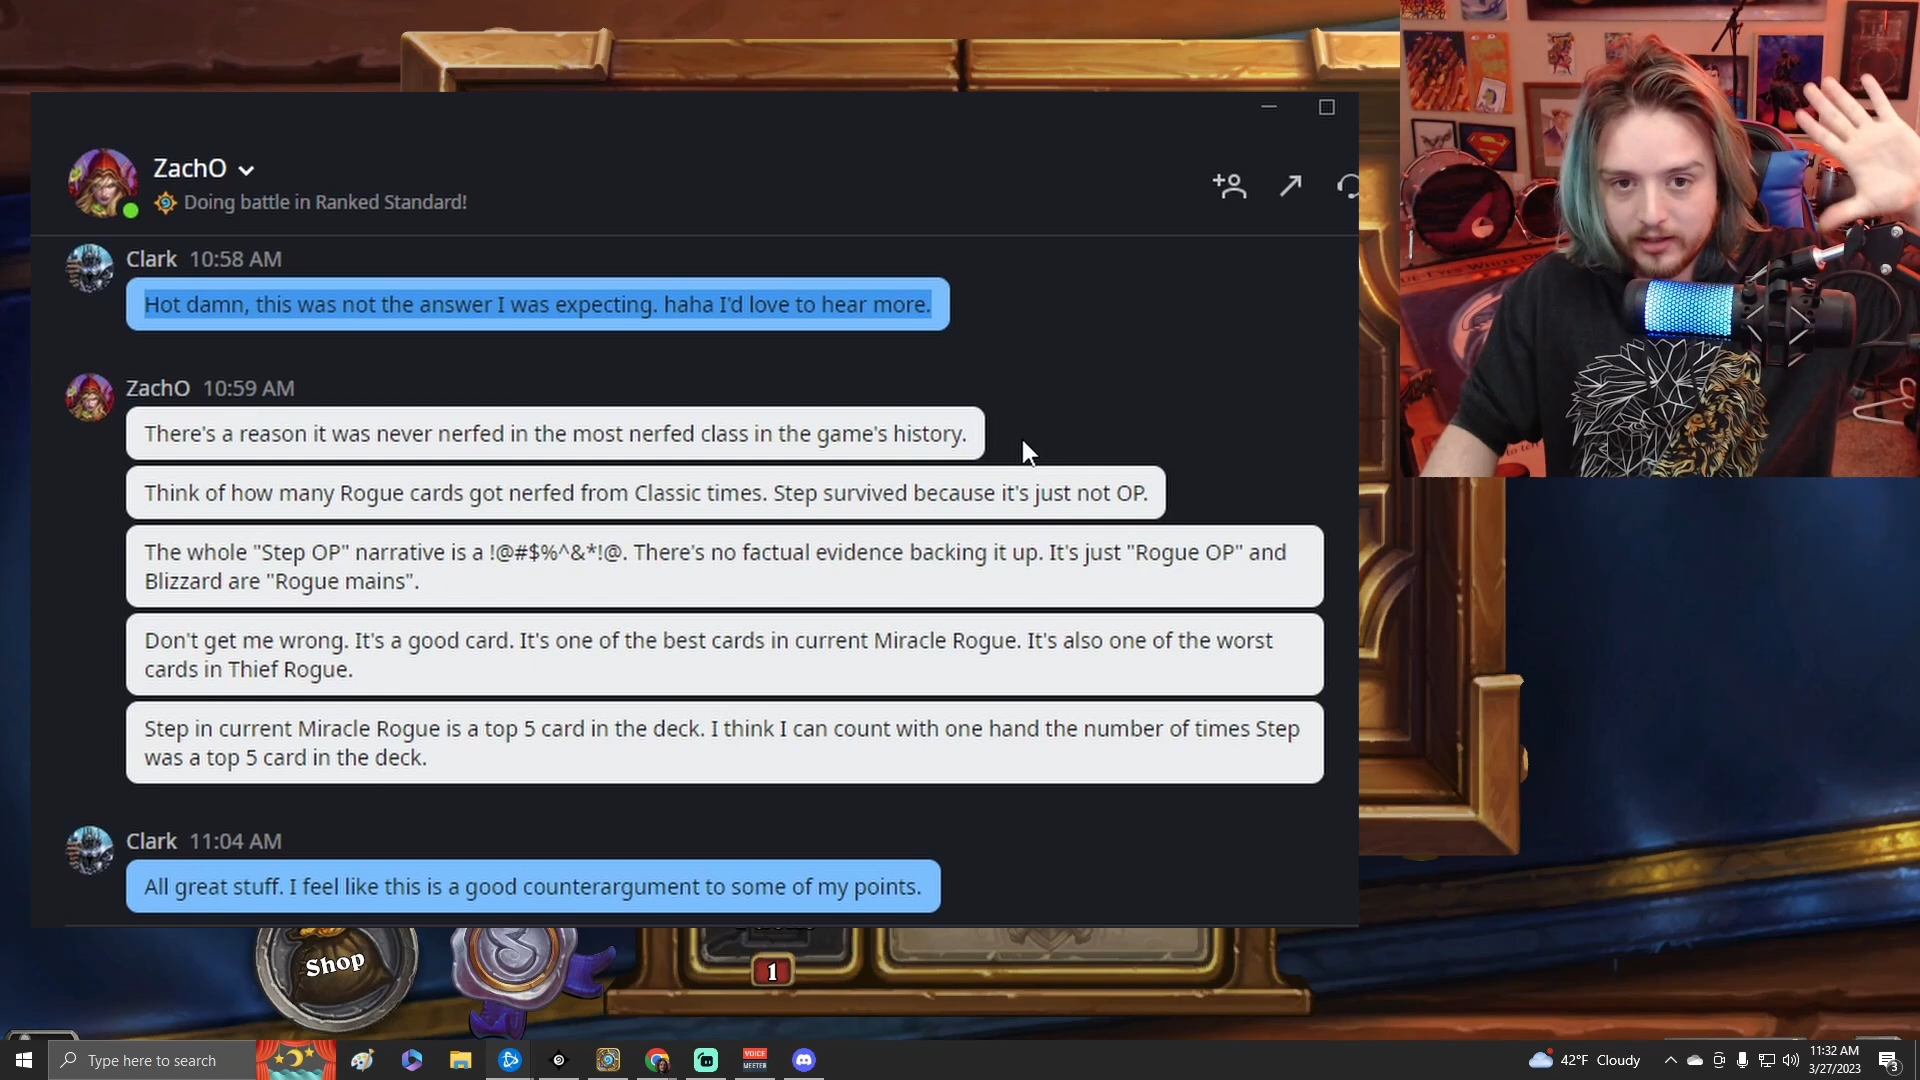 ZachO
Doing battle in Ranked Standard!
Clark 10:58 AM
Hot damn, this was not the answer I was expecting. haha I'd love to hear more.
ZachO 10:59 AM
There's a reason it was never nerfed in the most nerfed class in the game's history.
Think of how many Rogue cards got nerfed from Classic times. Step survived because it's just not OP.
The whole "Step OP" narrative is a !@#$%^&*!@. There's no factual evidence backing it up. It's just "Rogue OP" and
Blizzard are "Rogue mains".
Don't get me wrong. It's a good card. It's one of the best cards in current Miracle Rogue. It's also one of the worst
cards in Thief Rogue.
Step in current Miracle Rogue is a top 5 card in the deck. I think I can count with one hand the number of times Step
was a top 5 card in the deck.
Clark 11:04 AM
All great stuff. I feel like this is a good counterargument to some of my points.
Shop
1
Type here to search
VOICE
MEETER
42°F Cloudy
11:32 AM
3/27/2023
3